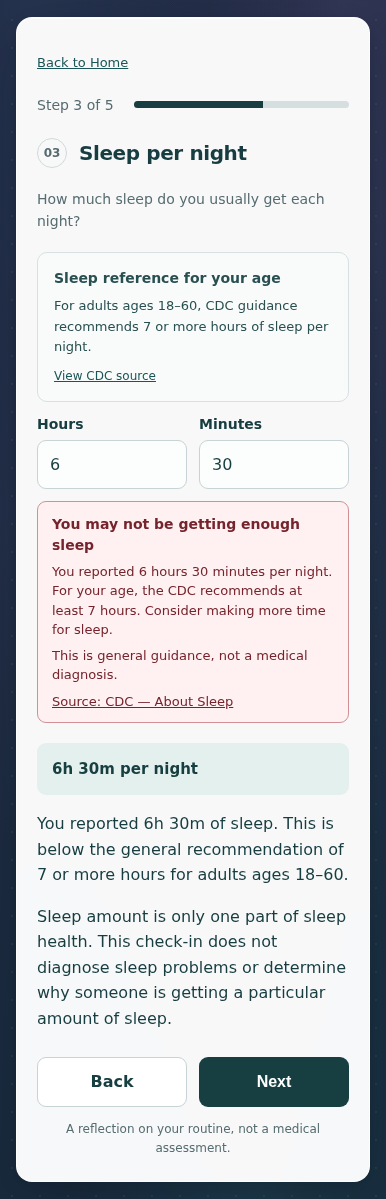 Back to Home
Step 3 of 5
03 Sleep per night
How much sleep do you usually get each
night?
Sleep reference for your age
For adults ages 18–60, CDC guidance
recommends 7 or more hours of sleep per
night.
View CDC source
Hours Minutes
6 30
You may not be getting enough
sleep
You reported 6 hours 30 minutes per night.
For your age, the CDC recommends at
least 7 hours. Consider making more time
for sleep.
This is general guidance, not a medical
diagnosis.
Source: CDC — About Sleep
6h 30m per night
You reported 6h 30m of sleep. This is
below the general recommendation of
7 or more hours for adults ages 18–60.
Sleep amount is only one part of sleep
health. This check-in does not
diagnose sleep problems or determine
why someone is getting a particular
amount of sleep.
Back Next
A reflection on your routine, not a medical
assessment.